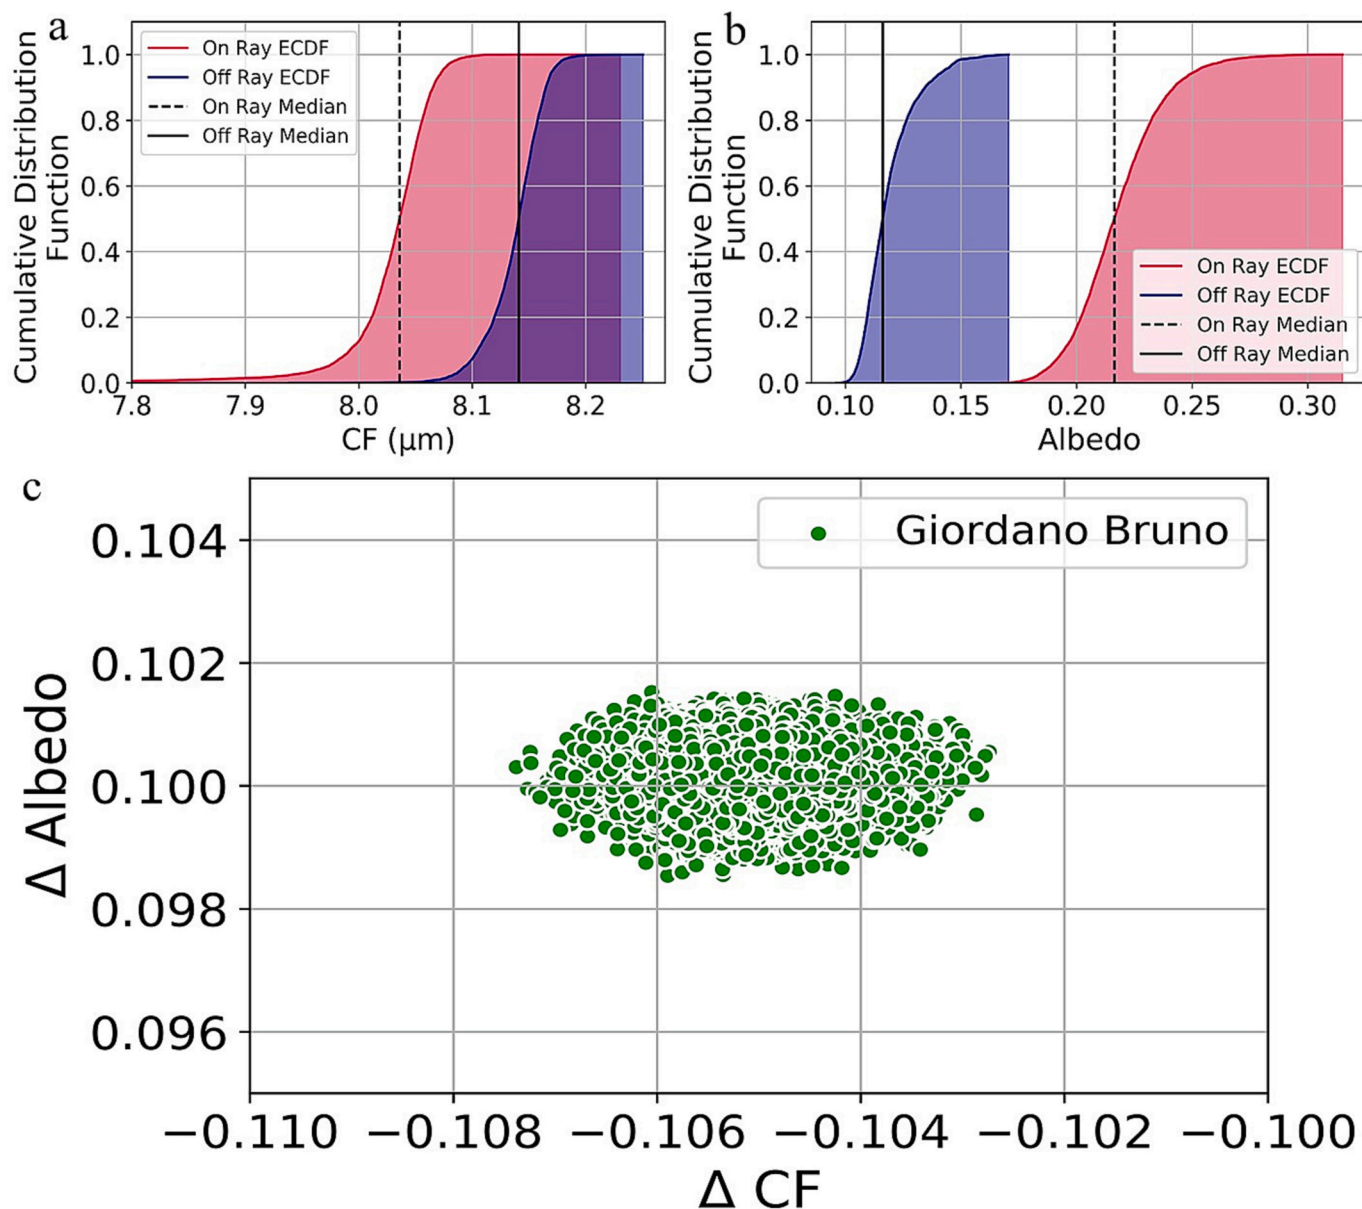 a
Cumulative Distribution
Function
1.0
0.8
0.6
0.4
0.2
0.0
On Ray ECDF
Off Ray ECDF
On Ray Median
Off Ray Median
7.8 7.9 8.0 8.1 8.2
CF (μm)
b
Cumulative Distribution
Function
1.0
0.8
0.6
0.4
0.2
0.0
On Ray ECDF
Off Ray ECDF
On Ray Median
Off Ray Median
0.10 0.15 0.20 0.25 0.30
Albedo
c
Giordano Bruno
Δ Albedo
0.104
0.102
0.100
0.098
0.096
−0.110 −0.108 −0.106 −0.104 −0.102 −0.100
Δ CF